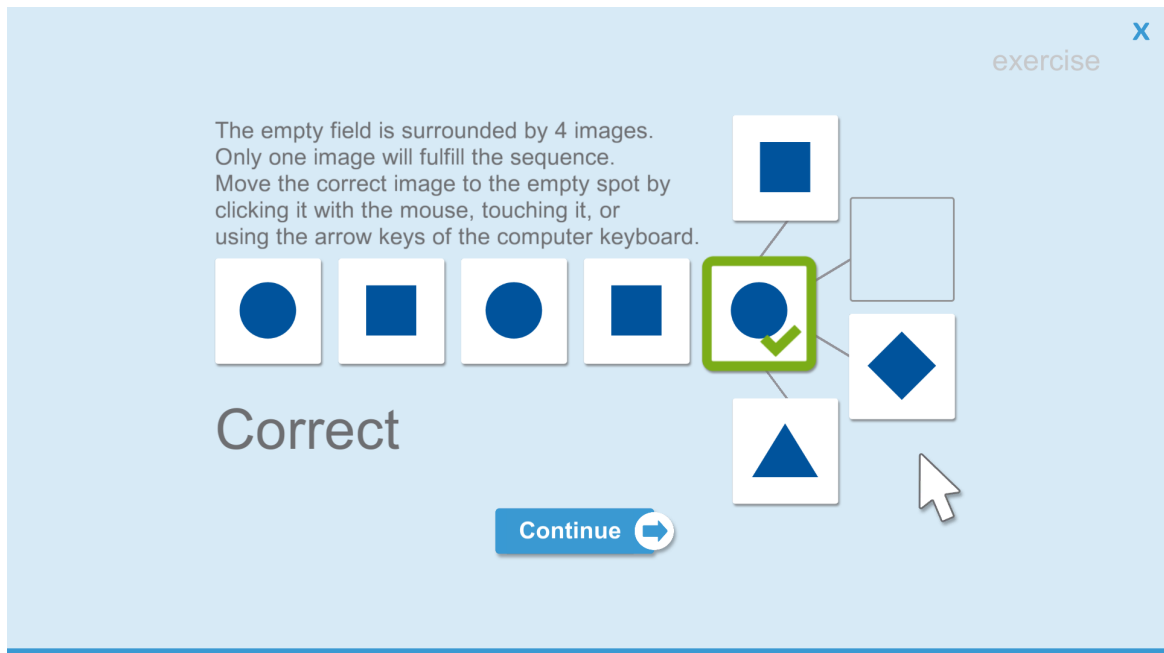 X
exercise
The empty field is surrounded by 4 images.
Only one image will fulfill the sequence.
Move the correct image to the empty spot by
clicking it with the mouse, touching it, or
using the arrow keys of the computer keyboard.
Correct
Continue